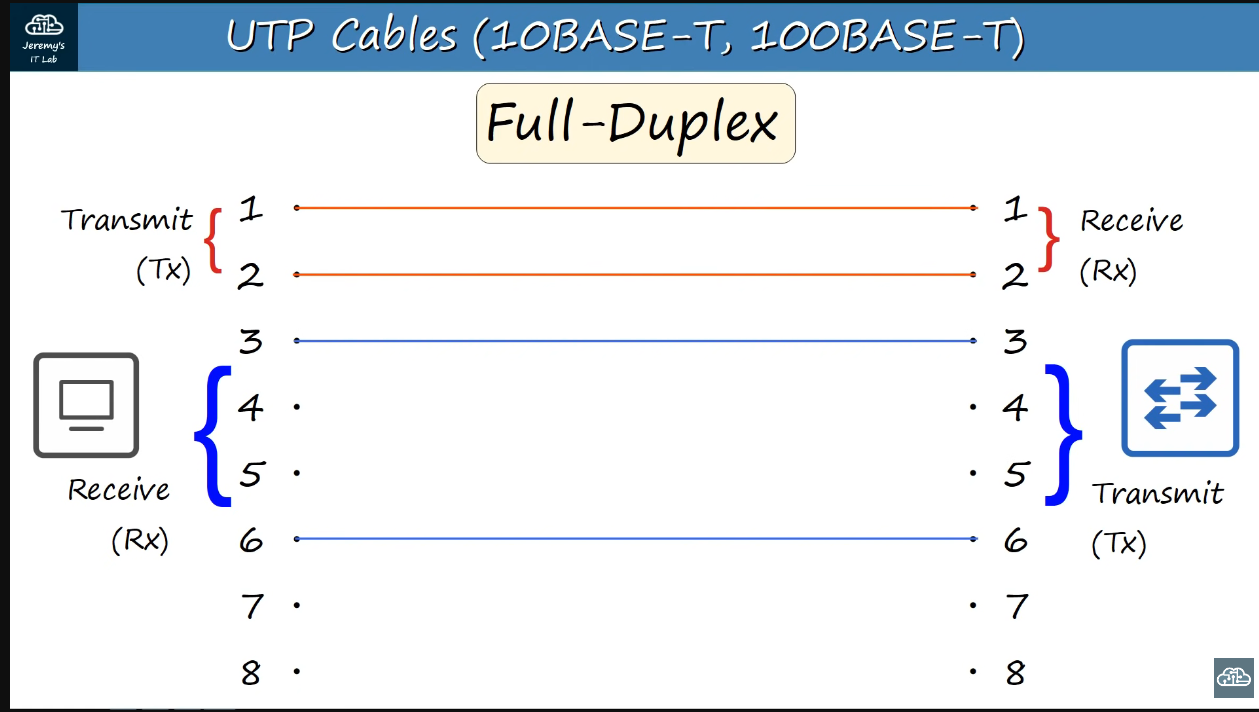 Jeremy's
IT Lab
UTP Cables (10BASE-T, 100BASE-T)
Full-Duplex
Transmit
(Tx)
1
1
Receive
(Rx)
2
2
3
3
4
4
5
5
Receive
(Rx)
Transmit
(Tx)
6
6
7
7
8
8